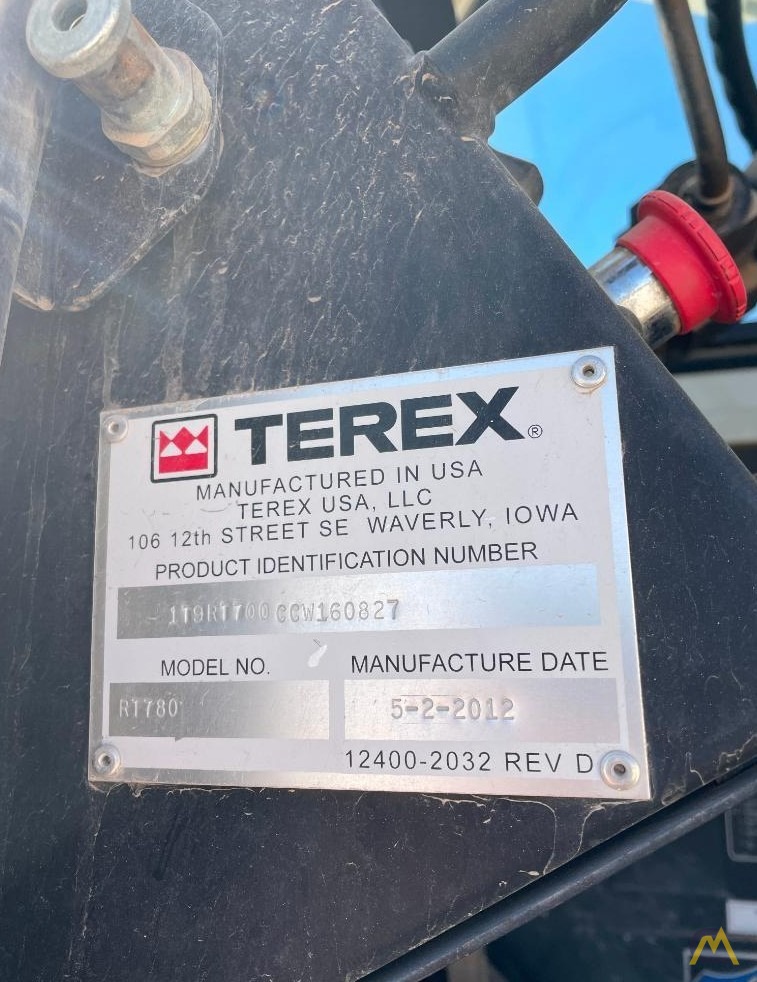 TEREX®
MANUFACTURED IN USA
TEREX USA, LLC
106 12th STREET SE WAVERLY, IOWA
PRODUCT IDENTIFICATION NUMBER
1T9RT700CCW160827
MODEL NO. MANUFACTURE DATE
RT780 5-2-2012
12400-2032 REV D